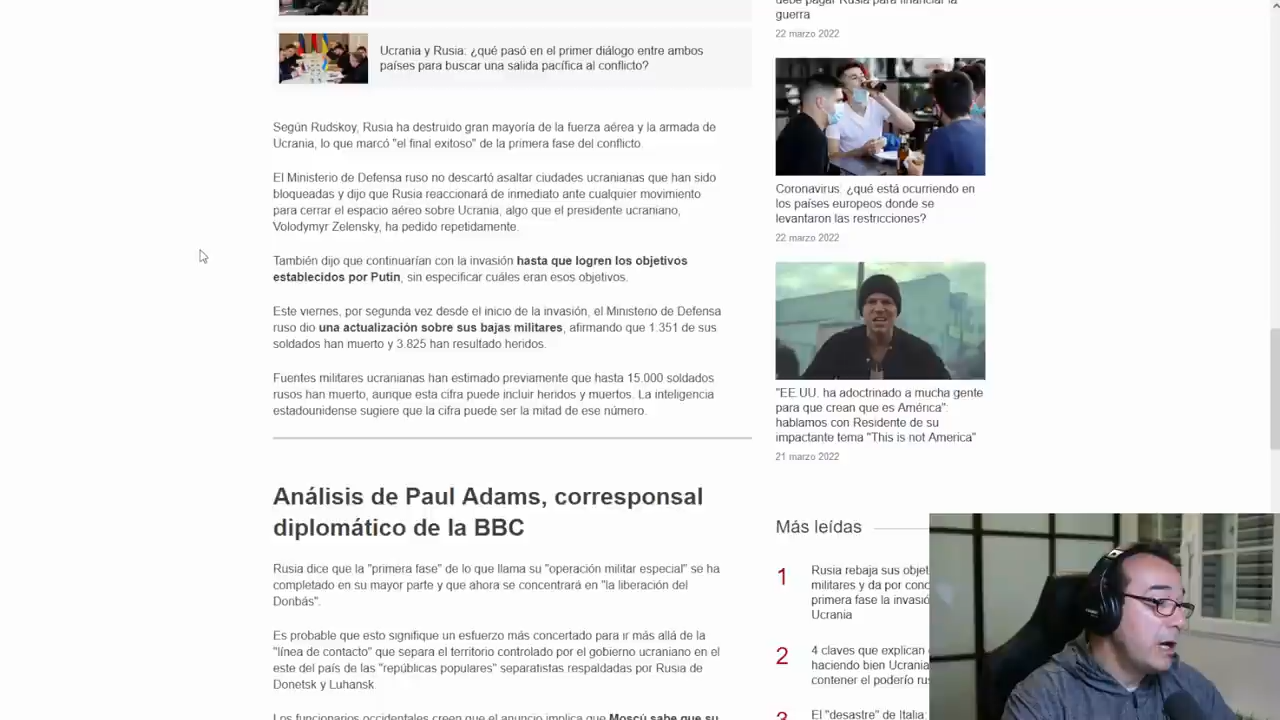 debe pagar Rusia para financiar la
guerra
22 marzo 2022
Ucrania y Rusia: ¿qué pasó en el primer diálogo entre ambos
países para buscar una salida pacífica al conflicto?
Según Rudskoy, Rusia ha destruido gran mayoría de la fuerza aérea y la armada de
Ucrania, lo que marcó "el final exitoso" de la primera fase del conflicto.
El Ministerio de Defensa ruso no descartó asaltar ciudades ucranianas que han sido
bloqueadas y dijo que Rusia reaccionará de inmediato ante cualquier movimiento
para cerrar el espacio aéreo sobre Ucrania, algo que el presidente ucraniano,
Volodymyr Zelensky, ha pedido repetidamente.
También dijo que continuarían con la invasión hasta que logren los objetivos
establecidos por Putin, sin especificar cuáles eran esos objetivos.
Este viernes, por segunda vez desde el inicio de la invasión, el Ministerio de Defensa
ruso dio una actualización sobre sus bajas militares, afirmando que 1.351 de sus
soldados han muerto y 3.825 han resultado heridos.
Fuentes militares ucranianas han estimado previamente que hasta 15.000 soldados
rusos han muerto, aunque esta cifra puede incluir heridos y muertos. La inteligencia
estadounidense sugiere que la cifra puede ser la mitad de ese número.
Análisis de Paul Adams, corresponsal
diplomático de la BBC
Rusia dice que la "primera fase" de lo que llama su "operación militar especial" se ha
completado en su mayor parte y que ahora se concentrará en "la liberación del
Donbás".
Es probable que esto signifique un esfuerzo más concertado para ir más allá de la
"línea de contacto" que separa el territorio controlado por el gobierno ucraniano en el
este del país de las "repúblicas populares" separatistas respaldadas por Rusia de
Donetsk y Luhansk
Los funcionarios occidentales creen que el anuncio implica que Moscú sabe que su
Coronavirus: ¿qué está ocurriendo en
los países europeos donde se
levantaron las restricciones?
22 marzo 2022
"EE.UU. ha adoctrinado a mucha gente
para que crean que es América":
hablamos con Residente de su
impactante tema "This is not America"
21 marzo 2022
Más leídas
1
Rusia rebaja sus obje
militares y da por conc
primera fase la invasió
Ucrania
2
4 claves que explican
haciendo bien Ucrania
contener el poderío ru
3
El "desastre" de Italia: